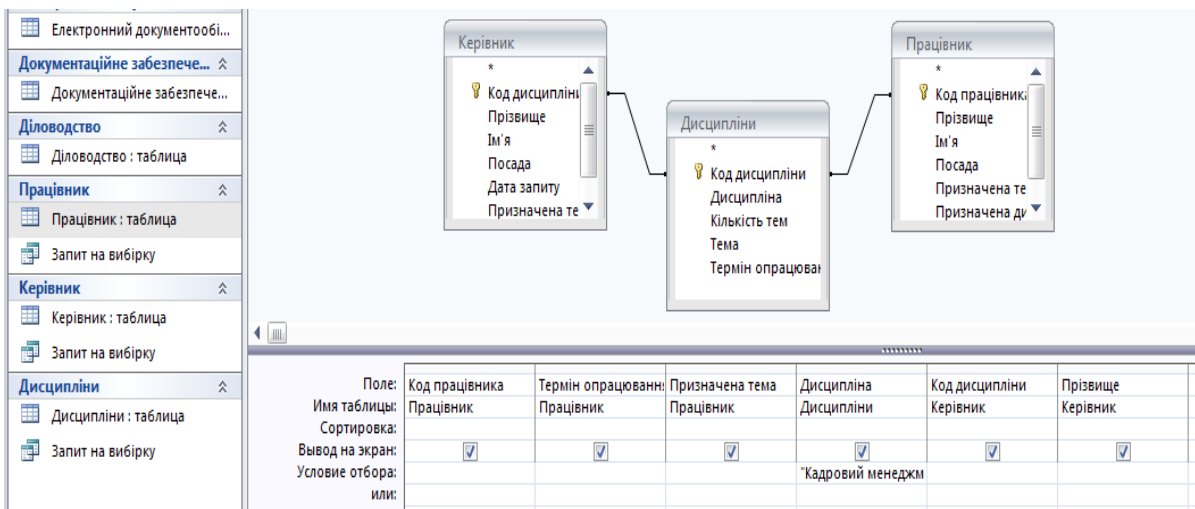 Електронний документообі...
Документаційне забезпече...
Документаційне забезпече...
Діловодство
Діловодство : таблица
Працівник
Працівник : таблица
Запит на вибірку
Керівник
Керівник : таблица
Запит на вибірку
Дисципліни
Дисципліни : таблица
Запит на вибірку
Керівник
*
Код дисципліни
Прізвище
Ім'я
Посада
Дата запиту
Призначена те
Дисципліни
*
Код дисципліни
Дисципліна
Кількість тем
Тема
Термін опрацюван
Працівник
*
Код працівника
Прізвище
Ім'я
Посада
Призначена те
Призначена ди
Поле: Код працівника Термін опрацювання Призначена тема Дисципліна Код дисципліни Прізвище
Имя таблицы: Працівник Працівник Працівник Дисципліни Керівник Керівник
Сортировка:
Вывод на экран:
Условие отбора: "Кадровий менеджм
или: